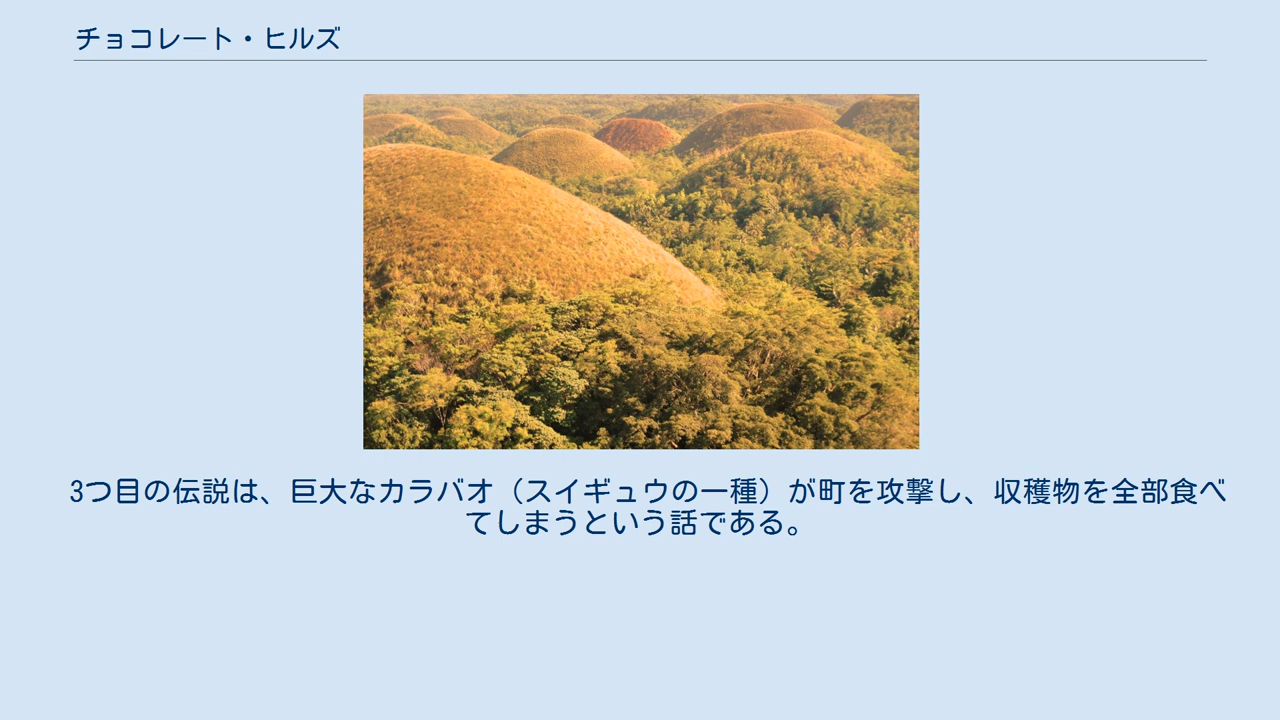 チョコレート・ヒルズ
3つ目の伝説は、巨大なカラバオ（スイギュウの一種）が町を攻撃し、収穫物を全部食べ
てしまうという話である。